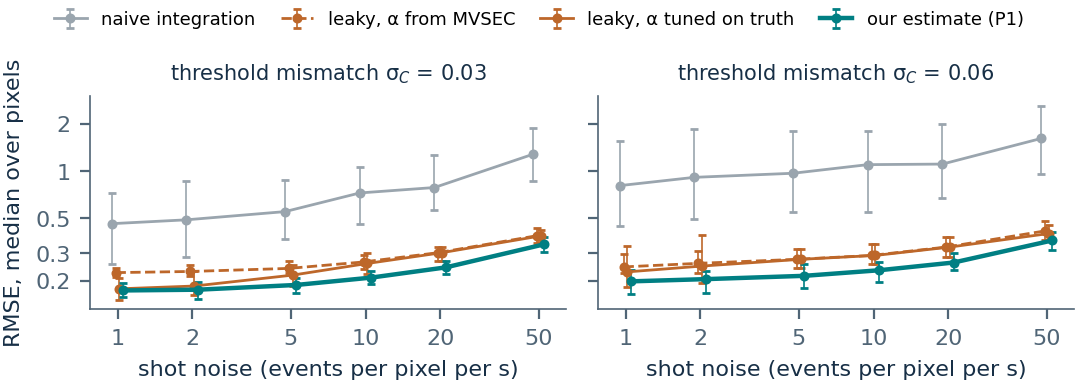 naive integration leaky, α from MVSEC leaky, α tuned on truth our estimate (P1)
threshold mismatch σC = 0.03 threshold mismatch σC = 0.06
RMSE, median over pixels
2
1
0.5
0.3
0.2
1 2 5 10 20 50 1 2 5 10 20 50
shot noise (events per pixel per s) shot noise (events per pixel per s)